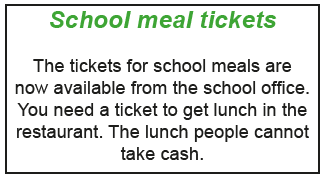 School meal tickets
The tickets for school meals are
now available from the school office.
You need a ticket to get lunch in the
restaurant. The lunch people cannot
take cash.